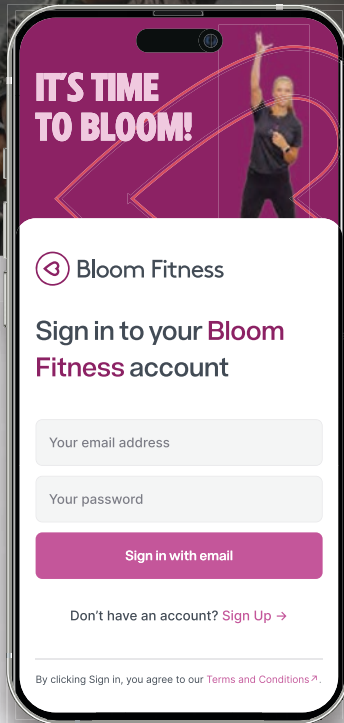 IT'S TIME
TO BLOOM!
Bloom Fitness
Sign in to your Bloom
Fitness account
Your email address
Your password
Sign in with email
Don't have an account? Sign Up →
By clicking Sign in, you agree to our Terms and Conditions↗.